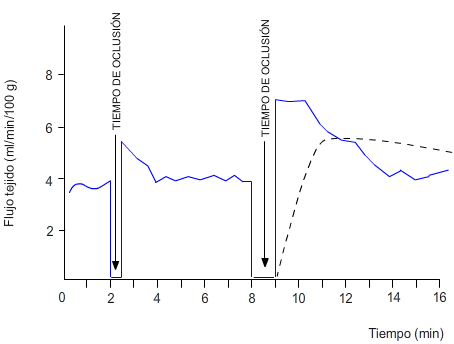 Flujo tejido (ml/min/100 g)
8
6
4
2
TIEMPO DE OCLUSIÓN
TIEMPO DE OCLUSIÓN
0 2 4 6 8 10 12 14 16
Tiempo (min)